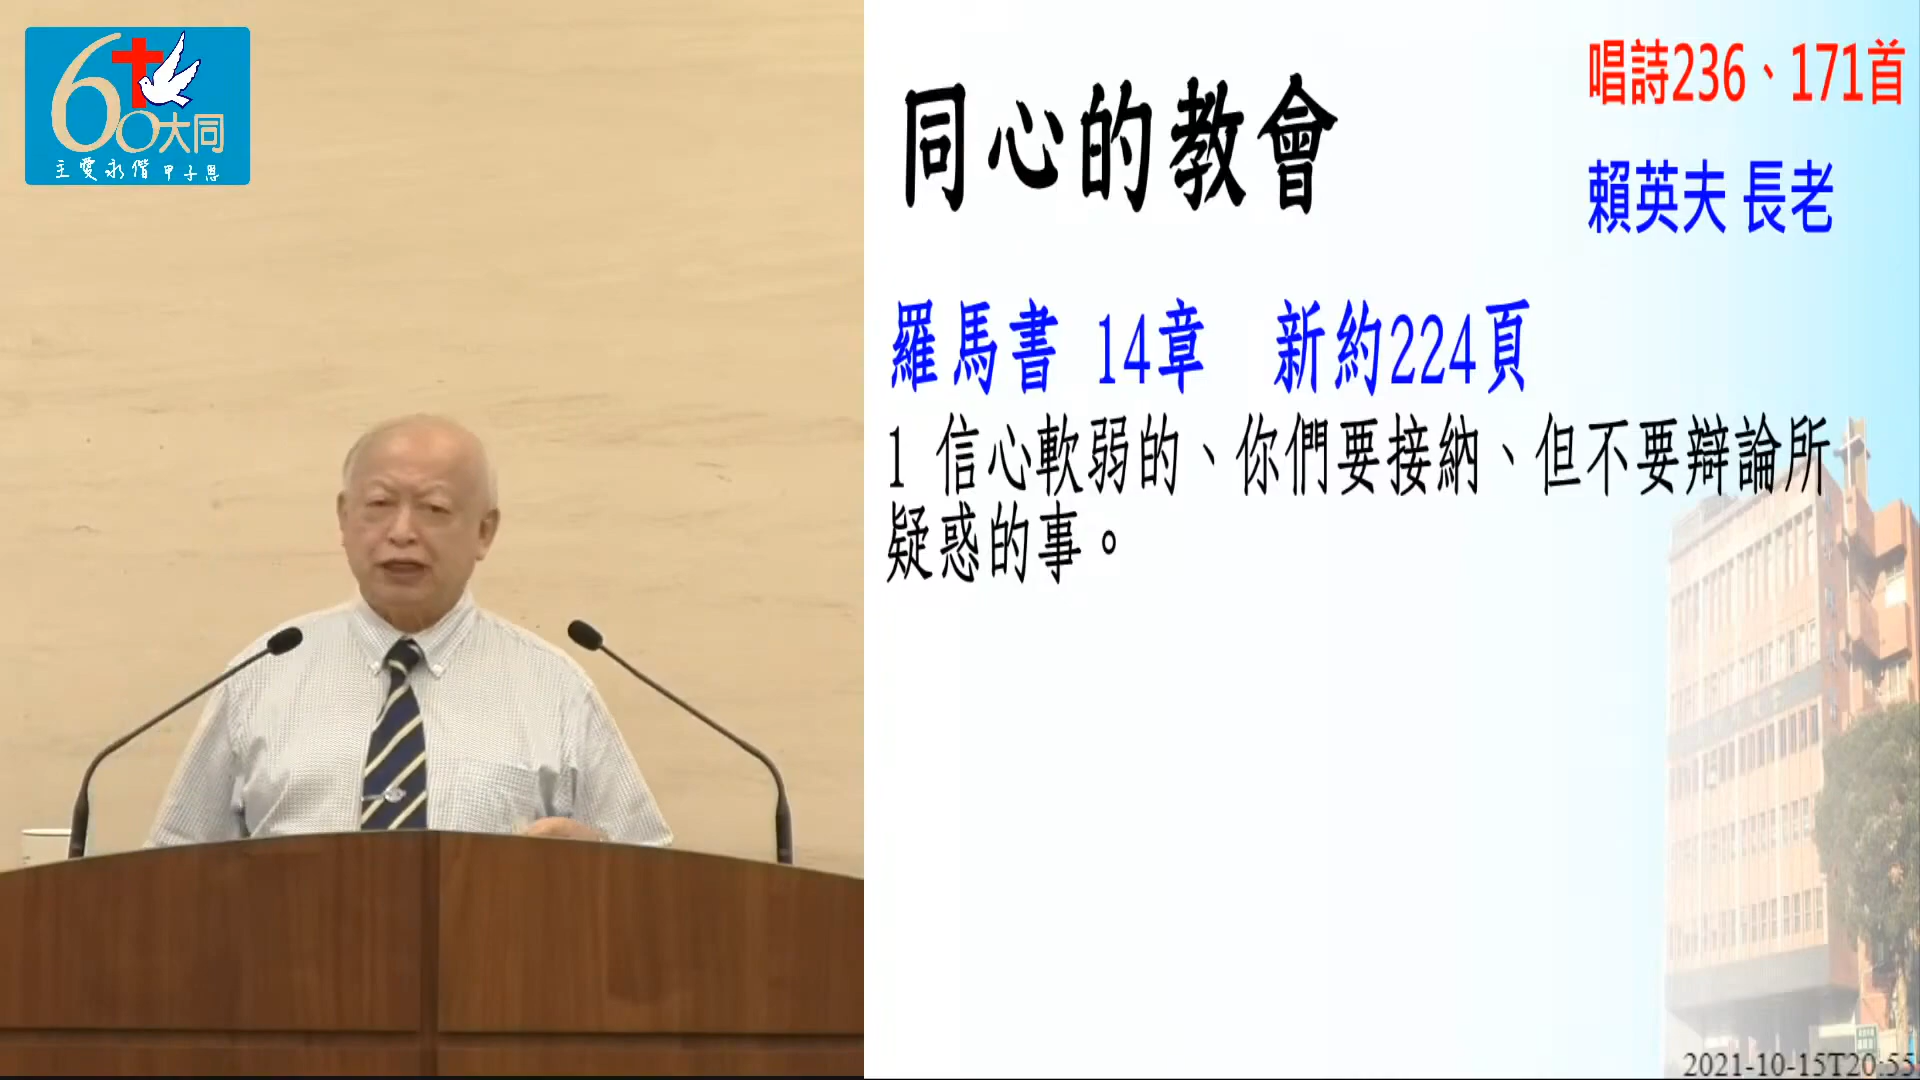 60大同
主愛永偕 甲子恩
唱詩236、171首
同心的教會
賴英夫 長老
羅馬書 14章 新約224頁
1 信心軟弱的、你們要接納、但不要辯論所
疑惑的事。
2021-10-15T20:55